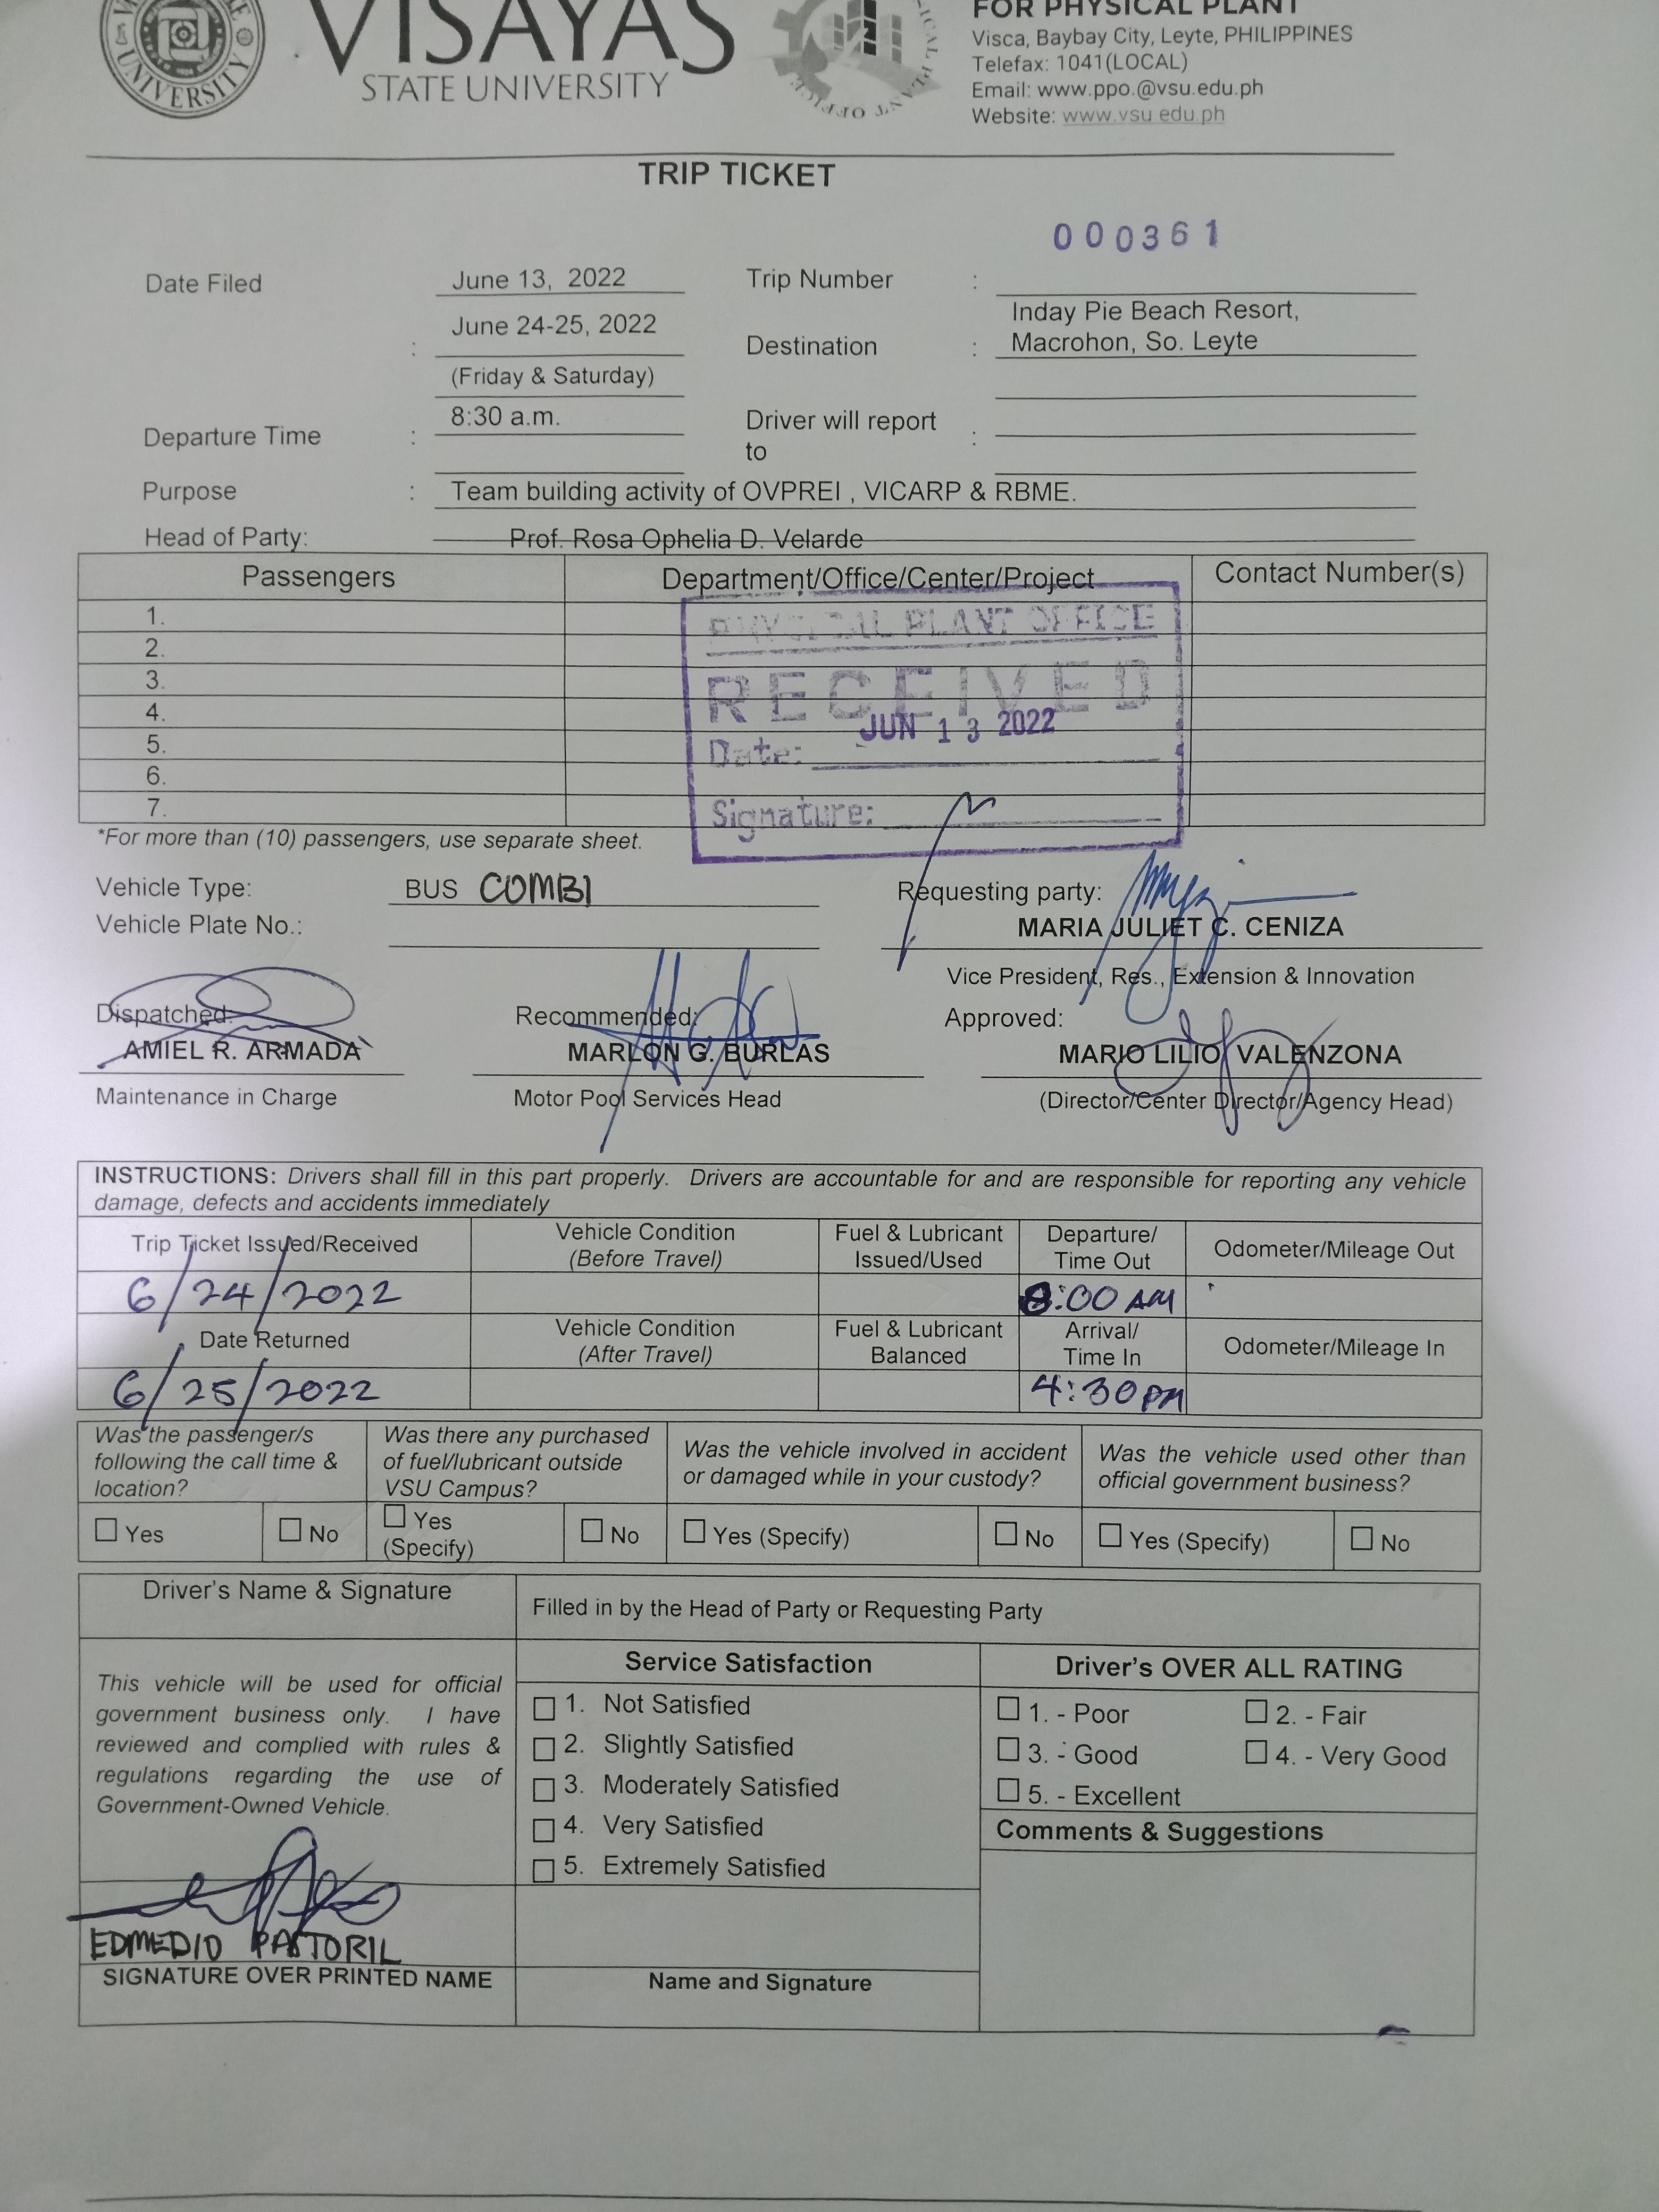 VISAYAS
STATE UNIVERSITY
UNIVERSITY
FOR PHYSICAL PLANT
Visca, Baybay City, Leyte, PHILIPPINES
Telefax: 1041(LOCAL)
Email: www.ppo.@vsu.edu.ph
Website: www.vsu.edu.ph
TRIP TICKET
000361
Date Filed June 13, 2022 Trip Number :
: June 24-25, 2022 Destination : Inday Pie Beach Resort,
Macrohon, So. Leyte
(Friday & Saturday)
Departure Time : 8:30 a.m. Driver will report to :
Purpose : Team building activity of OVPREI , VICARP & RBME.
Head of Party: Prof. Rosa Ophelia D. Velarde
Passengers Department/Office/Center/Project Contact Number(s)
1.
2.
3.
4.
5.
6.
7.
PHYSICAL PLANT OFFICE
RECEIVED
JUN 13 2022
Date:
Signature:
*For more than (10) passengers, use separate sheet.
Vehicle Type: BUS COMBI
Vehicle Plate No.:
Requesting party:
MARIA JULIET C. CENIZA
Vice President, Res., Extension & Innovation
Dispatched: Recommended: Approved:
AMIEL R. ARMADA MARLON G. BURLAS MARIO LILIO VALENZONA
Maintenance in Charge Motor Pool Services Head (Director/Center Director/Agency Head)
INSTRUCTIONS: Drivers shall fill in this part properly. Drivers are accountable for and are responsible for reporting any vehicle
damage, defects and accidents immediately
Trip Ticket Issued/Received Vehicle Condition (Before Travel) Fuel & Lubricant Issued/Used Departure/ Time Out Odometer/Mileage Out
6/24/2022 8:00 AM
Date Returned Vehicle Condition (After Travel) Fuel & Lubricant Balanced Arrival/ Time In Odometer/Mileage In
6/25/2022 4:30 PM
Was the passenger/s following the call time & location?
Was there any purchased of fuel/lubricant outside VSU Campus?
Was the vehicle involved in accident or damaged while in your custody?
Was the vehicle used other than official government business?
Yes No Yes (Specify) No Yes (Specify) No Yes (Specify) No
Driver's Name & Signature
Filled in by the Head of Party or Requesting Party
This vehicle will be used for official
government business only. I have
reviewed and complied with rules &
regulations regarding the use of
Government-Owned Vehicle.
EDMEDIO PASTORIL
SIGNATURE OVER PRINTED NAME
Service Satisfaction
1. Not Satisfied
2. Slightly Satisfied
3. Moderately Satisfied
4. Very Satisfied
5. Extremely Satisfied
Name and Signature
Driver's OVER ALL RATING
1. - Poor 2. - Fair
3. - Good 4. - Very Good
5. - Excellent
Comments & Suggestions